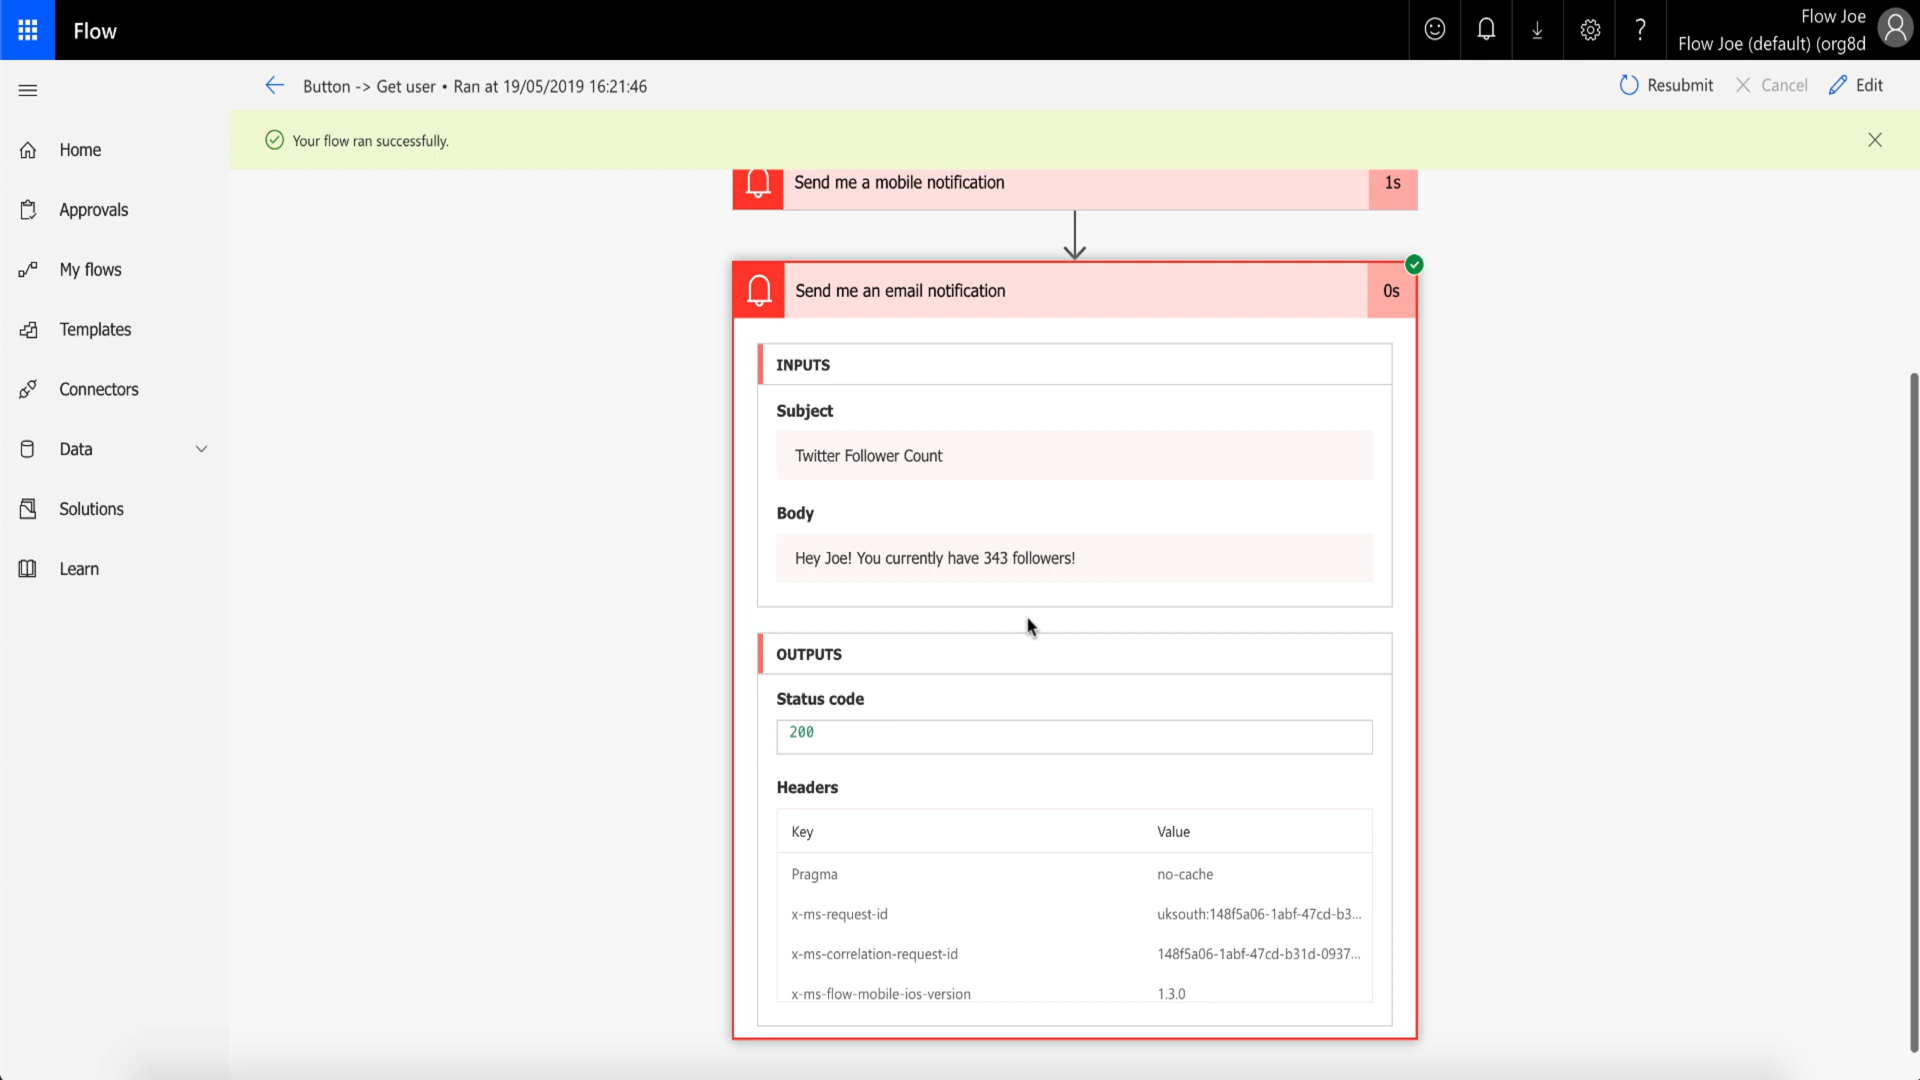 Flow
Flow Joe
Flow Joe (default) (org8d
Button -> Get user • Ran at 19/05/2019 16:21:46
Resubmit
Cancel
Edit
Your flow ran successfully.
Home
Approvals
My flows
Templates
Connectors
Data
Solutions
Learn
Send me a mobile notification
1s
Send me an email notification
0s
INPUTS
Subject
Twitter Follower Count
Body
Hey Joe! You currently have 343 followers!
OUTPUTS
Status code
200
Headers
Key Value
Pragma no-cache
x-ms-request-id uksouth:148f5a06-1abf-47cd-b3...
x-ms-correlation-request-id 148f5a06-1abf-47cd-b31d-0937...
x-ms-flow-mobile-ios-version 1.3.0